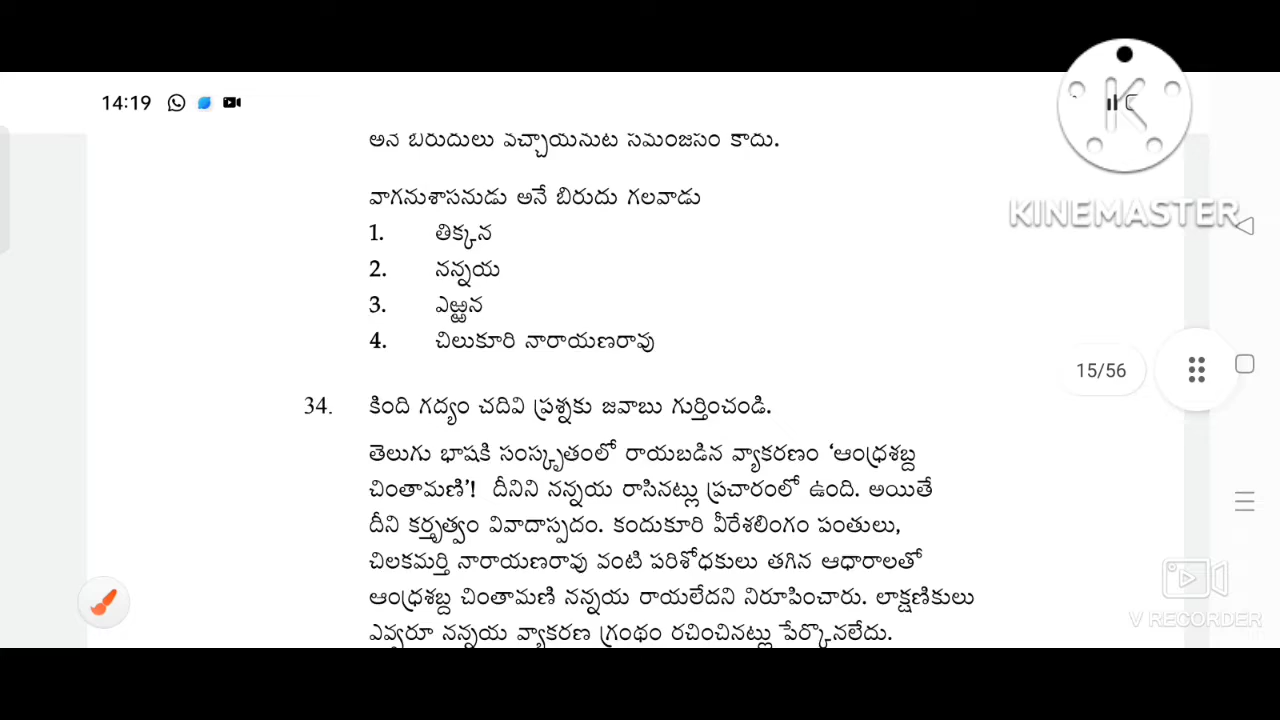 14:19
KINEMASTER
అనే బిరుదులు వచ్చాయనుట సమంజసం కాదు.
వాగనుశాసనుడు అనే బిరుదు గలవాడు
1. తిక్కన
2. నన్నయ
3. ఎఱ్ఱన
4. చిలుకూరి నారాయణరావు
15/56
34. కింది గద్యం చదివి ప్రశ్నకు జవాబు గుర్తించండి.
తెలుగు భాషకి సంస్కృతంలో రాయబడిన వ్యాకరణం ‘ఆంధ్రశబ్ద
చింతామణి’! దీనిని నన్నయ రాసినట్లు ప్రచారంలో ఉంది. అయితే
దీని కర్తృత్వం వివాదాస్పదం. కందుకూరి వీరేశలింగం పంతులు,
చిలకమర్తి నారాయణరావు వంటి పరిశోధకులు తగిన ఆధారాలతో
ఆంధ్రశబ్ద చింతామణి నన్నయ రాయలేదని నిరూపించారు. లాక్షణికులు
ఎవ్వరూ నన్నయ వ్యాకరణ గ్రంథం రచించినట్లు పేర్కొనలేదు.
V RECORDER